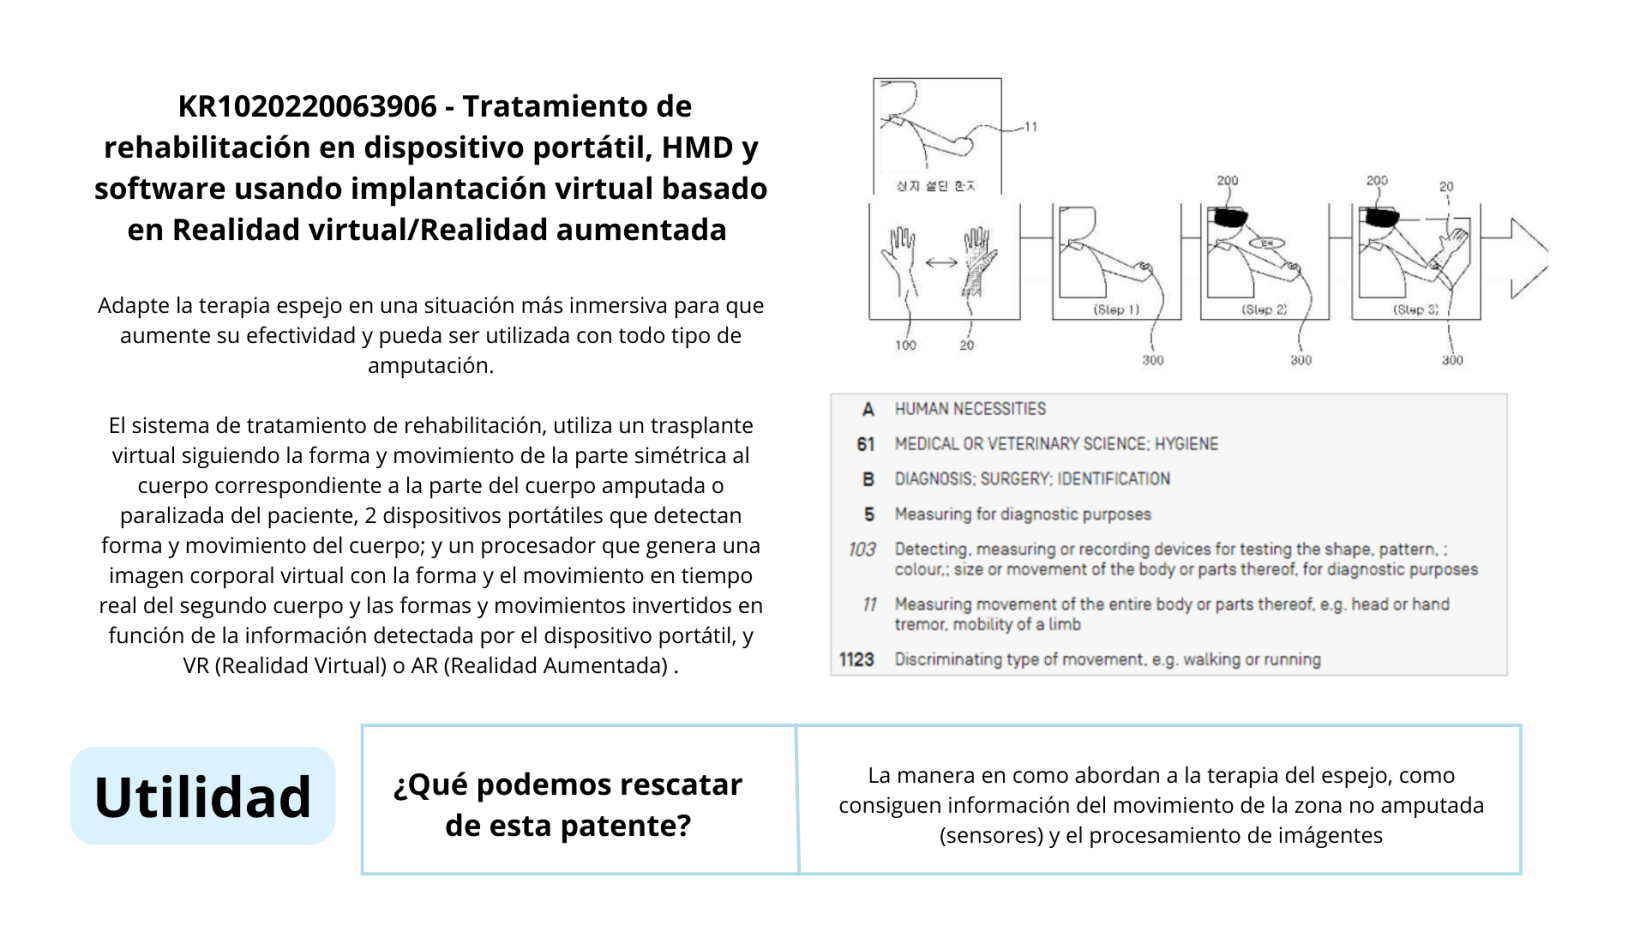 KR1020220063906 - Tratamiento de
rehabilitación en dispositivo portátil, HMD y
software usando implantación virtual basado
en Realidad virtual/Realidad aumentada
Adapte la terapia espejo en una situación más inmersiva para que
aumente su efectividad y pueda ser utilizada con todo tipo de
amputación.
El sistema de tratamiento de rehabilitación, utiliza un trasplante
virtual siguiendo la forma y movimiento de la parte simétrica al
cuerpo correspondiente a la parte del cuerpo amputada o
paralizada del paciente, 2 dispositivos portátiles que detectan
forma y movimiento del cuerpo; y un procesador que genera una
imagen corporal virtual con la forma y el movimiento en tiempo
real del segundo cuerpo y las formas y movimientos invertidos en
función de la información detectada por el dispositivo portátil, y
VR (Realidad Virtual) o AR (Realidad Aumentada) .
11
절단 환자
200
200
20
(Step 1)
(Step 2)
(Step 3)
100
20
300
300
300
A HUMAN NECESSITIES
61 MEDICAL OR VETERINARY SCIENCE; HYGIENE
B DIAGNOSIS; SURGERY; IDENTIFICATION
5 Measuring for diagnostic purposes
103 Detecting, measuring or recording devices for testing the shape, pattern, ;
colour,; size or movement of the body or parts thereof, for diagnostic purposes
11 Measuring movement of the entire body or parts thereof, e.g. head or hand
tremor, mobility of a limb
1123 Discriminating type of movement, e.g. walking or running
Utilidad
¿Qué podemos rescatar
de esta patente?
La manera en como abordan a la terapia del espejo, como
consiguen información del movimiento de la zona no amputada
(sensores) y el procesamiento de imágentes